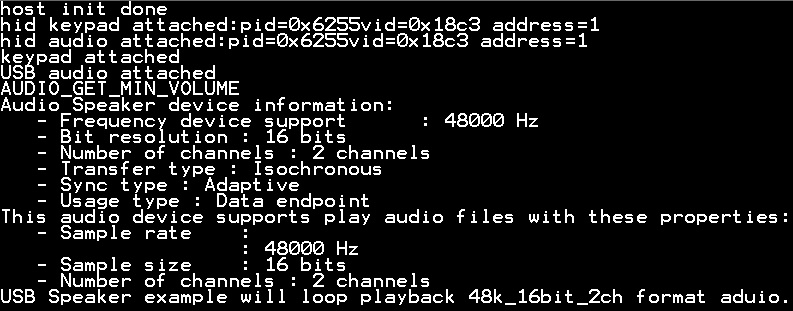 host init done
hid keypad attached:pid=0x6255vid=0x18c3 address=1
hid audio attached:pid=0x6255vid=0x18c3 address=1
keypad attached
USB audio attached
AUDIO_GET_MIN_VOLUME
Audio Speaker device information:
   - Frequency device support      : 48000 Hz
   - Bit resolution : 16 bits
   - Number of channels : 2 channels
   - Transfer type : Isochronous
   - Sync type : Adaptive
   - Usage type : Data endpoint
This audio device supports play audio files with these properties:
   - Sample rate    :
                    : 48000 Hz
   - Sample size    : 16 bits
   - Number of channels : 2 channels
USB Speaker example will loop playback 48k_16bit_2ch format aduio.